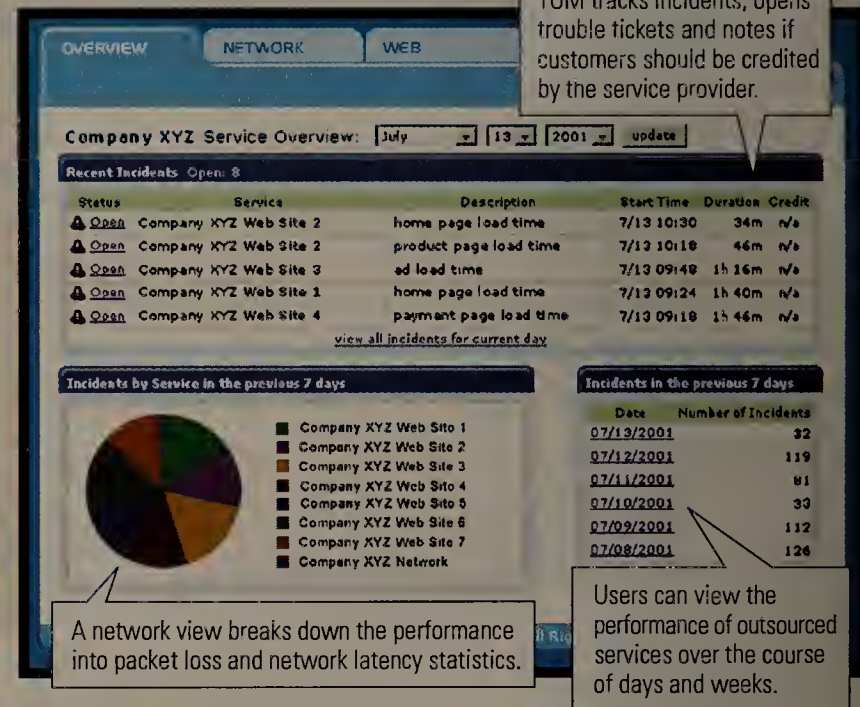 TOM tracks incidents, opens
trouble tickets and notes if
customers should be credited
by the service provider.
OVERVIEW NETWORK WEB
Company XYZ Service Overview: July 13 2001 update
Recent Incidents Open: 8
Status Service Description Start Time Duration Credit
Open Company XYZ Web Site 2 home page load time 7/13 10:30 34m n/a
Open Company XYZ Web Site 2 product page load time 7/13 10:18 46m n/a
Open Company XYZ Web Site 3 ad load time 7/13 09:48 1h 16m n/a
Open Company XYZ Web Site 1 home page load time 7/13 09:24 1h 40m n/a
Open Company XYZ Web Site 4 payment page load time 7/13 09:18 1h 46m n/a
view all incidents for current day
Incidents by Service in the previous 7 days
Company XYZ Web Site 1
Company XYZ Web Site 2
Company XYZ Web Site 3
Company XYZ Web Site 4
Company XYZ Web Site 5
Company XYZ Web Site 6
Company XYZ Web Site 7
Company XYZ Network
Incidents in the previous 7 days
Date Number of Incidents
07/13/2001 32
07/12/2001 119
07/11/2001 81
07/10/2001 33
07/09/2001 112
07/08/2001 126
A network view breaks down the performance
into packet loss and network latency statistics.
Users can view the
performance of outsourced
services over the course
of days and weeks.